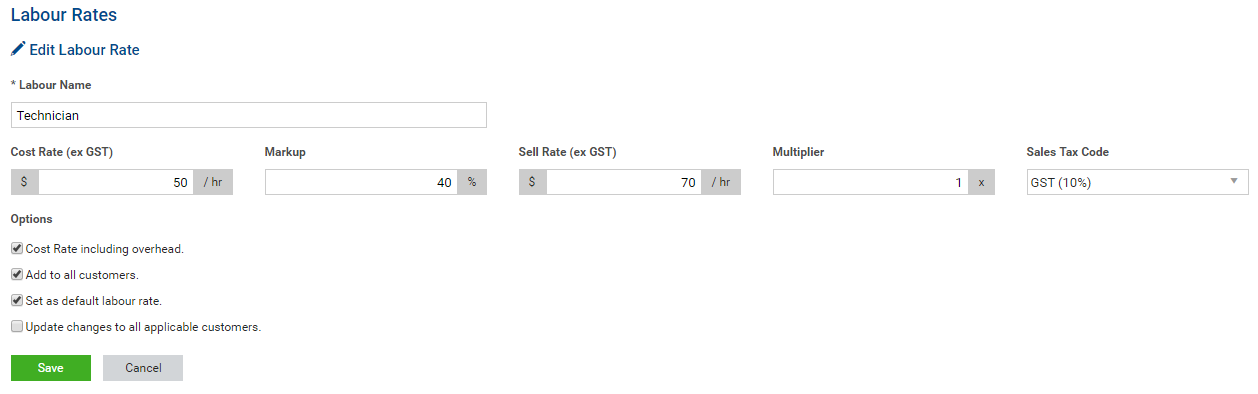 Labour Rates
Edit Labour Rate
* Labour Name
Technician
Cost Rate (ex GST) Markup Sell Rate (ex GST) Multiplier Sales Tax Code
$ 50 / hr 40 % $ 70 / hr 1 x GST (10%)
Options
Cost Rate including overhead.
Add to all customers.
Set as default labour rate.
Update changes to all applicable customers.
Save Cancel